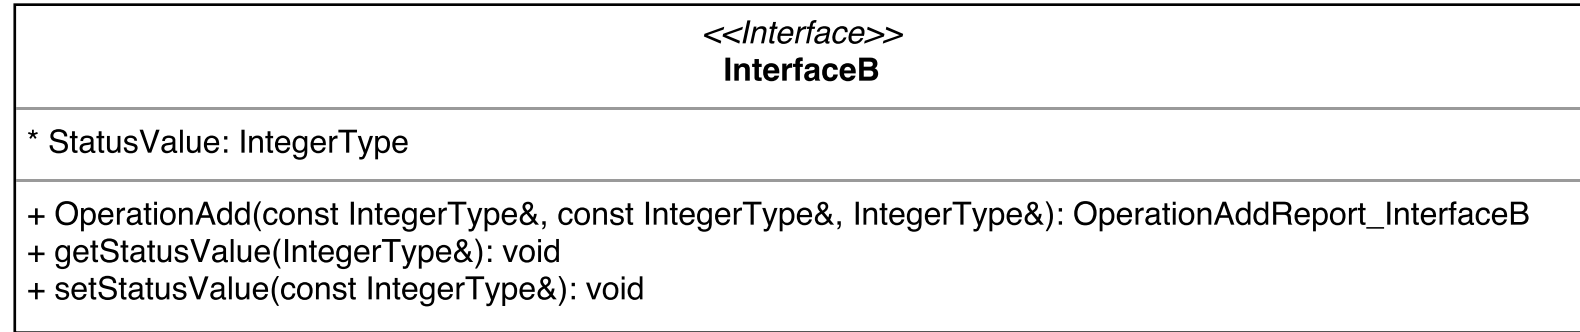 <<Interface>>
InterfaceB
* StatusValue: IntegerType
+ OperationAdd(const IntegerType&, const IntegerType&, IntegerType&): OperationAddReport_InterfaceB
+ getStatusValue(IntegerType&): void
+ setStatusValue(const IntegerType&): void